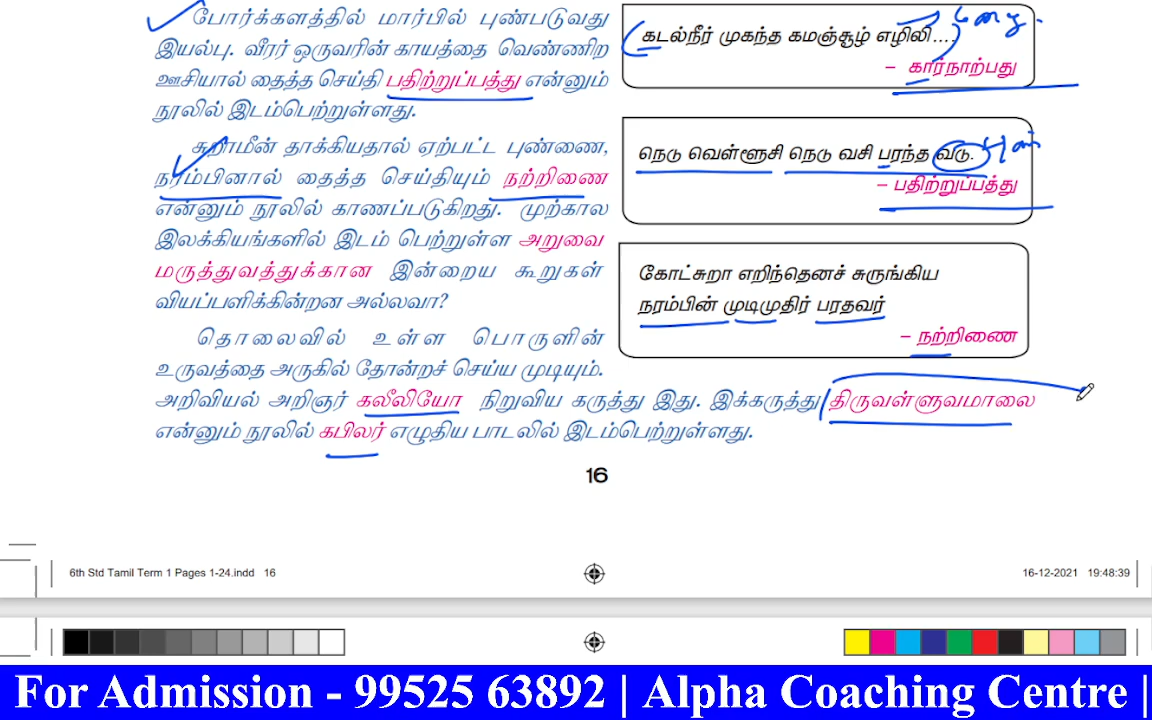 போர்க்களத்தில் மார்பில் புண்படுவது
இயல்பு. வீரர் ஒருவரின் காயத்தை வெண்ணிற
ஊசியால் தைத்த செய்தி பதிற்றுப்பத்து என்னும்
நூலில் இடம்பெற்றுள்ளது.
சுறாமீன் தாக்கியதால் ஏற்பட்ட புண்ணை,
நரம்பினால் தைத்த செய்தியும் நற்றிணை
என்னும் நூலில் காணப்படுகிறது. முற்கால
இலக்கியங்களில் இடம் பெற்றுள்ள அறுவை
மருத்துவத்துக்கான இன்றைய கூறுகள்
வியப்பளிக்கின்றன அல்லவா?
தொலைவில் உள்ள பொருளின்
உருவத்தை அருகில் தோன்றச் செய்ய முடியும்.
அறிவியல் அறிஞர் கலீலியோ நிறுவிய கருத்து இது. இக்கருத்து திருவள்ளுவமாலை
என்னும் நூலில் கபிலர் எழுதிய பாடலில் இடம்பெற்றுள்ளது.
கடல்நீர் முகந்த கமஞ்சூழ் எழிலி....
– கார்நாற்பது
நெடு வெள்ளூசி நெடு வசி பரந்த வடு.
– பதிற்றுப்பத்து
கோட்சுறா எறிந்தெனச் சுருங்கிய
நரம்பின் முடிமுதிர் பரதவர்
– நற்றிணை
16
6th Std Tamil Term 1 Pages 1-24.indd 16
16-12-2021 19:48:39
For Admission - 99525 63892 | Alpha Coaching Centre |